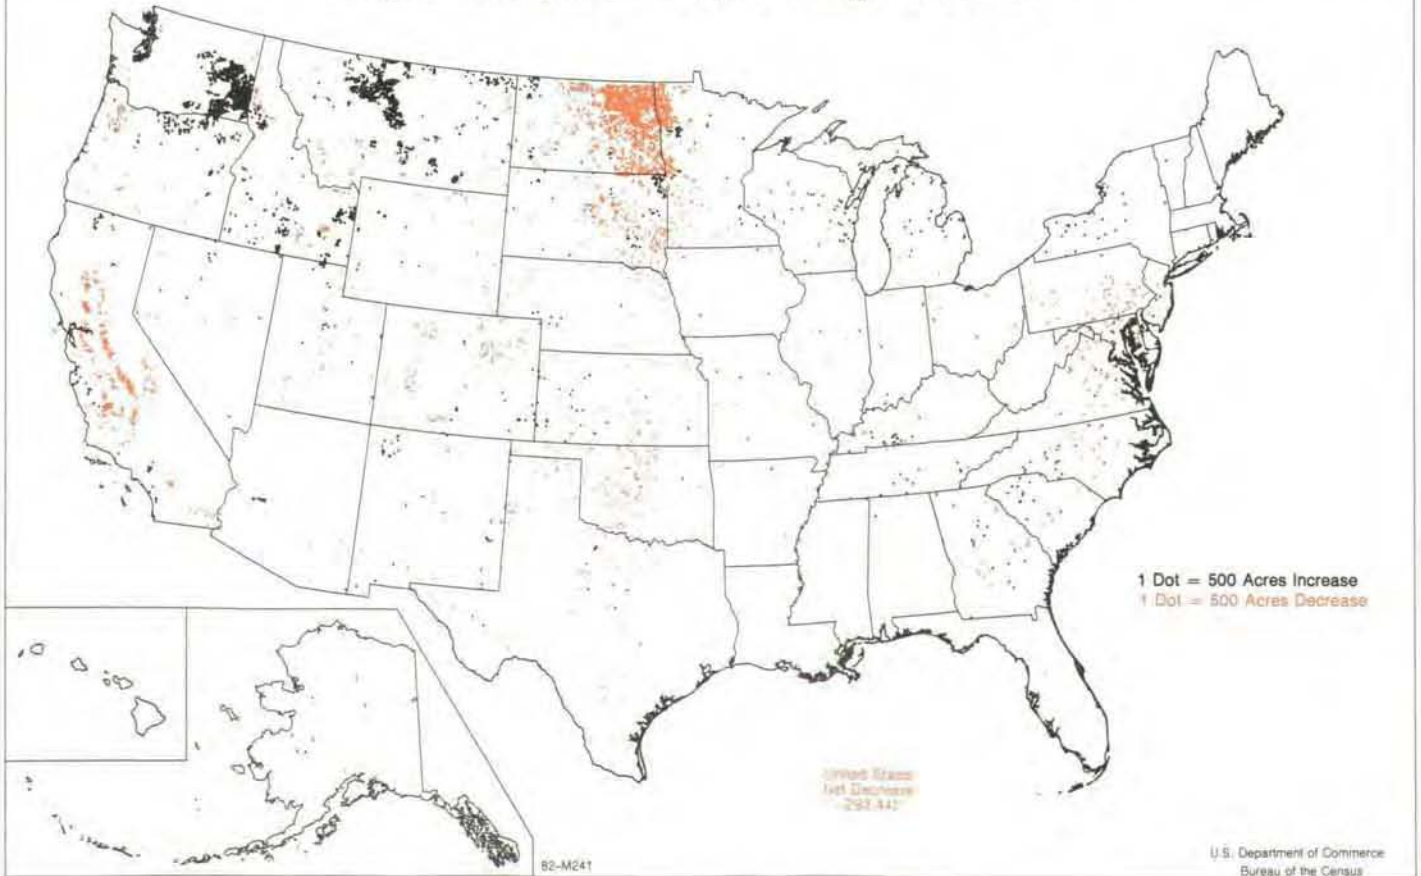 1 Dot = 500 Acres Increase
1 Dot = 500 Acres Decrease
United States
Net Decrease
82-M241
U.S. Department of Commerce
Bureau of the Census